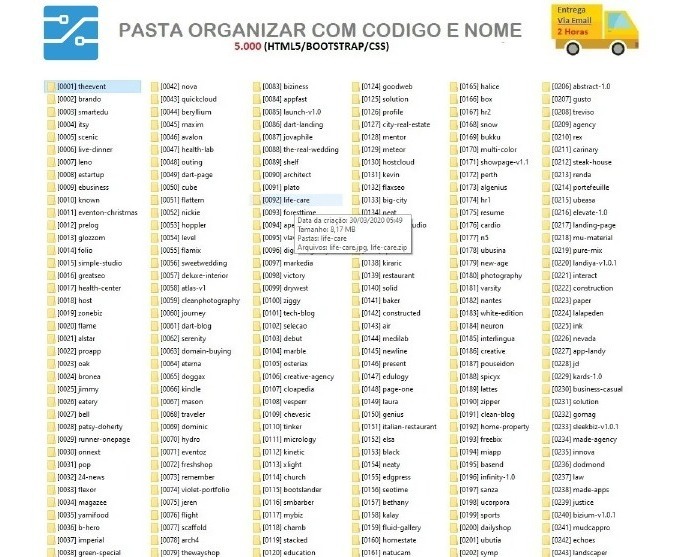 PASTA ORGANIZAR COM CODIGO E NOME
5.000 (HTML5/BOOTSTRAP/CSS)
Entrega
Via Email
2 Horas
[0001] theevent
[0002] brando
[0003] smartedu
[0004] itsy
[0005] scenic
[0006] live-dinner
[0007] leno
[0008] estartup
[0009] ebusiness
[0010] known
[0011] eventon-christmas
[0012] prelog
[0013] glozzom
[0014] folio
[0015] simple-studio
[0016] greatseo
[0017] health-center
[0018] host
[0019] zonebiz
[0020] flame
[0021] alstar
[0022] proapp
[0023] oak
[0024] bronea
[0025] jimmy
[0026] eatery
[0027] bell
[0028] patsy-doherty
[0029] runner-onepage
[0030] onnext
[0031] pop
[0032] 24-news
[0033] flexor
[0034] magazee
[0035] yamifood
[0036] b-hero
[0037] imperial
[0038] green-special
[0042] nova
[0043] quickcloud
[0044] beryllium
[0045] maxim
[0046] avalon
[0047] health-lab
[0048] outing
[0049] dart-page
[0050] cube
[0051] flattern
[0052] nickie
[0053] hoppler
[0054] level
[0055] flamix
[0056] sweetwedding
[0057] deluxe-interior
[0058] atlas-v1
[0059] cleanphotography
[0060] journey
[0061] dart-blog
[0062] serenity
[0063] domain-buying
[0064] eterna
[0065] doggax
[0066] kindle
[0067] mason
[0068] traveler
[0069] dominic
[0070] hydro
[0071] eventoz
[0072] freshshop
[0073] remember
[0074] violet-portfolio
[0075] jeren
[0076] flight
[0077] scaffold
[0078] arch4
[0079] thewayshop
[0083] biziness
[0084] appfast
[0085] launch-v1.0
[0086] dart-landing
[0087] jovaphile
[0088] the-real-wedding
[0089] shelf
[0090] architect
[0091] plato
[0092] life-care
[0093] foresttime
[0094]
[0095]
[0096]
[0097] markedia
[0098] victory
[0099] drywest
[0100] ziggy
[0101] tech-blog
[0102] selecao
[0103] debut
[0104] marble
[0105] osteriax
[0106] creative-agency
[0107] cloapedia
[0108] vesperr
[0109] chevesic
[0110] tinker
[0111] micrology
[0112] kinetic
[0113] xlight
[0114] church
[0115] bootslander
[0116] smbarber
[0117] mybiz
[0118] chamb
[0119] stacked
[0120] education
Data da criação: 30/03/2020 05:49
Tamanho: 8,17 MB
Pastas: life-care
Arquivos: life-care.jpg, life-care.zip
[0124] goodweb
[0125] solution
[0126] profile
[0127] city-real-estate
[0128] mentor
[0129] meteor
[0130] hostcloud
[0131] wench
[0132] flaxseo
[0133] big-city
[0134] neat
[0138] kiraric
[0139] restaurant
[0140] solid
[0141] baker
[0142] constructo
[0143] air
[0144] medilab
[0145] newline
[0146] present
[0147] edulogy
[0148] page-one
[0149] laura
[0150] genius
[0151] italian-restaurant
[0152] elsa
[0153] black
[0154] neaty
[0155] edgpress
[0156] seotime
[0157] bethany
[0158] kalay
[0159] fluid-gallery
[0160] homestate
[0161] natucam
[0165] halice
[0166] box
[0167] hr2
[0168] snow
[0169] bukku
[0170] multi-color
[0171] showpage-v1.1
[0172] perth
[0173] algenius
[0174] hr1
[0175] resume
[0176] cardio
[0177] n5
[0178] ubusina
[0179] pure-mix
[0180] photography
[0181] varsity
[0182] nantes
[0183] white-edition
[0184] neuron
[0185] interlingua
[0186] creative
[0187] pouseidon
[0188] spicyx
[0189] lattes
[0190] zipper
[0191] clean-blog
[0192] home-property
[0193] freebix
[0194] miapp
[0195] basend
[0196] infinity-1.0
[0197] sanza
[0198] ucorpora
[0199] sports
[0200] dailyshop
[0201] ubutia
[0202] symp
[0206] abstract-1.0
[0207] gusto
[0208] treviso
[0209] agency
[0210] rex
[0211] carinary
[0212] steak-house
[0213] renda
[0214] portefeuille
[0215] ubeasa
[0216] elevate-1.0
[0217] landing-page
[0218] mu-material
[0219] pur-zone
[0220] landiya-v1.0.1
[0221] interact
[0222] construction
[0223] paper
[0224] lalapeden
[0225] ink
[0226] nevada
[0227] app-landy
[0228] jd
[0229] kards-1.0
[0230] business-casual
[0231] solution
[0232] gomag
[0233] sleekbiz-v1.0.1
[0234] made-agency
[0235] innova
[0236] dodmond
[0237] law
[0238] made-apps
[0239] justice
[0240] bizium-v1.0.1
[0241] mudcappro
[0242] echoes
[0243] landscaper